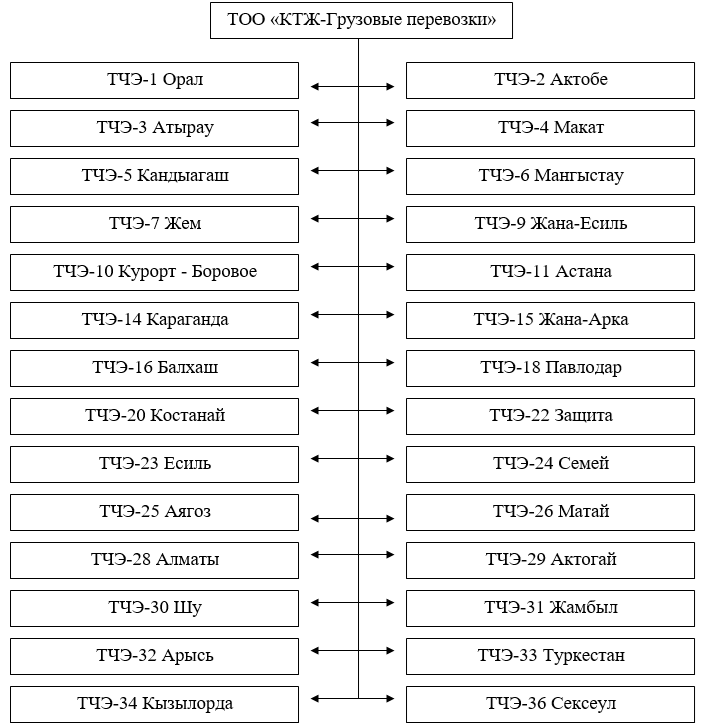 ТОО «КТЖ-Грузовые перевозки»
ТЧЭ-1 Орал
ТЧЭ-2 Актобе
ТЧЭ-3 Атырау
ТЧЭ-4 Макат
ТЧЭ-5 Кандыагаш
ТЧЭ-6 Мангыстау
ТЧЭ-7 Жем
ТЧЭ-9 Жана-Есиль
ТЧЭ-10 Курорт - Боровое
ТЧЭ-11 Астана
ТЧЭ-14 Караганда
ТЧЭ-15 Жана-Арка
ТЧЭ-16 Балхаш
ТЧЭ-18 Павлодар
ТЧЭ-20 Костанай
ТЧЭ-22 Защита
ТЧЭ-23 Есиль
ТЧЭ-24 Семей
ТЧЭ-25 Аягоз
ТЧЭ-26 Матай
ТЧЭ-28 Алматы
ТЧЭ-29 Актогай
ТЧЭ-30 Шу
ТЧЭ-31 Жамбыл
ТЧЭ-32 Арысь
ТЧЭ-33 Туркестан
ТЧЭ-34 Кызылорда
ТЧЭ-36 Сексеул